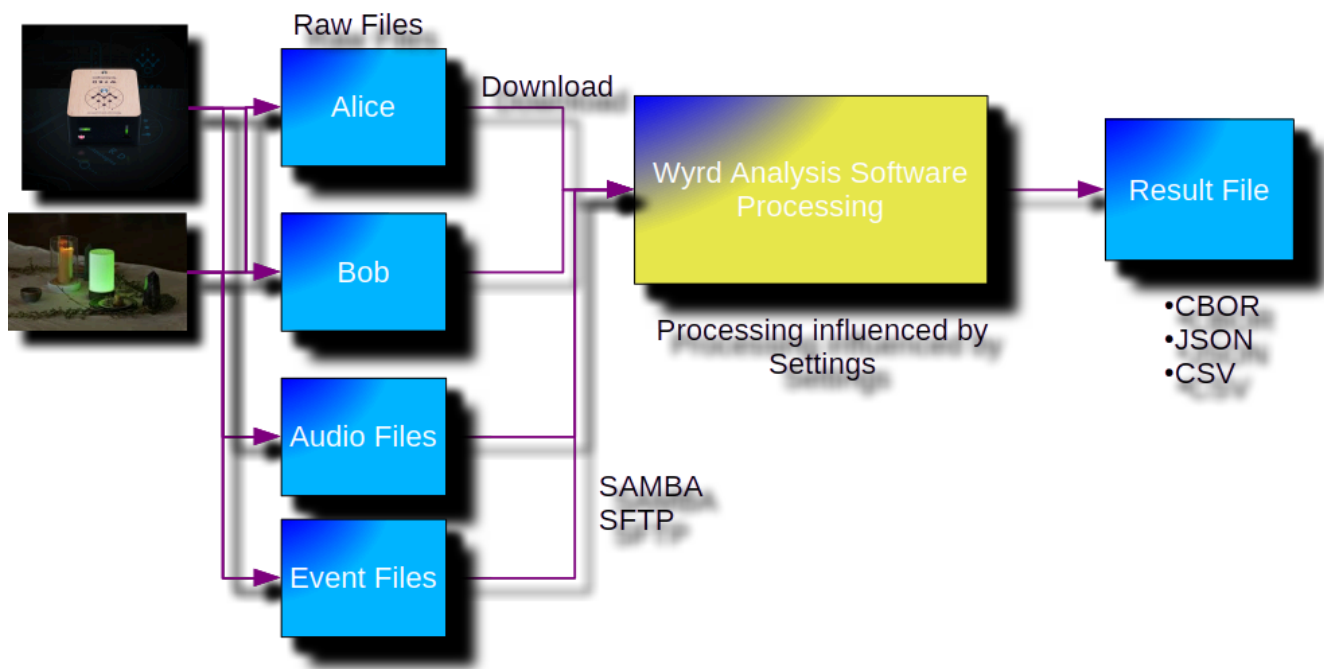 Raw Files
Alice
Download
Wyrd Analysis Software
Processing
Result File
Bob
•CBOR
•JSON
•CSV
Processing influenced by
Settings
Audio Files
SAMBA
SFTP
Event Files